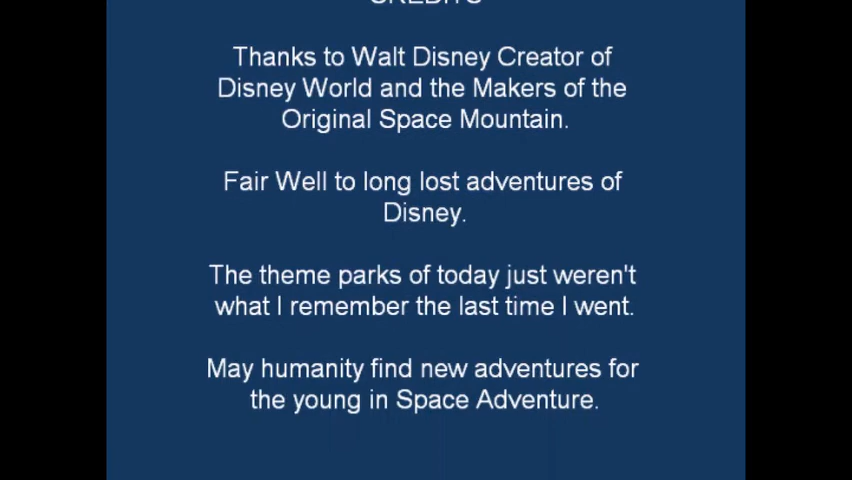 CREDITS
Thanks to Walt Disney Creator of
Disney World and the Makers of the
Original Space Mountain.
Fair Well to long lost adventures of
Disney.
The theme parks of today just weren't
what I remember the last time I went.
May humanity find new adventures for
the young in Space Adventure.